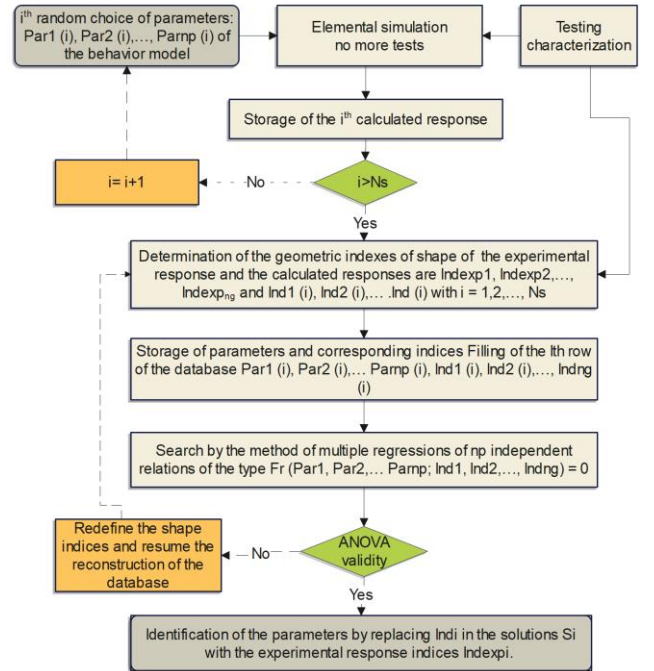 ith random choice of parameters:
Par1 (i), Par2 (i),…, Parnp (i) of
the behavior model
Elemental simulation
no more tests
Testing
characterization
Storage of the ith calculated response
i= i+1
No
i>Ns
Yes
Determination of the geometric indexes of shape of the experimental
response and the calculated responses are Indexp1, Indexp2,…,
Indexpng and Ind1 (i), Ind2 (i),… .Ind (i) with i = 1,2,…, Ns
Storage of parameters and corresponding indices Filling of the Ith row
of the database Par1 (i), Par2 (i),… Parnp (i), Ind1 (i), Ind2 (i),…, Indng
(i)
Search by the method of multiple regressions of np independent
relations of the type Fr (Par1, Par2,… Parnp; Ind1, Ind2,…, Indng) = 0
Redefine the shape
indices and resume the
reconstruction of the
database
No
ANOVA
validity
Yes
Identification of the parameters by replacing Indi in the solutions Si
with the experimental response indices Indexpi.